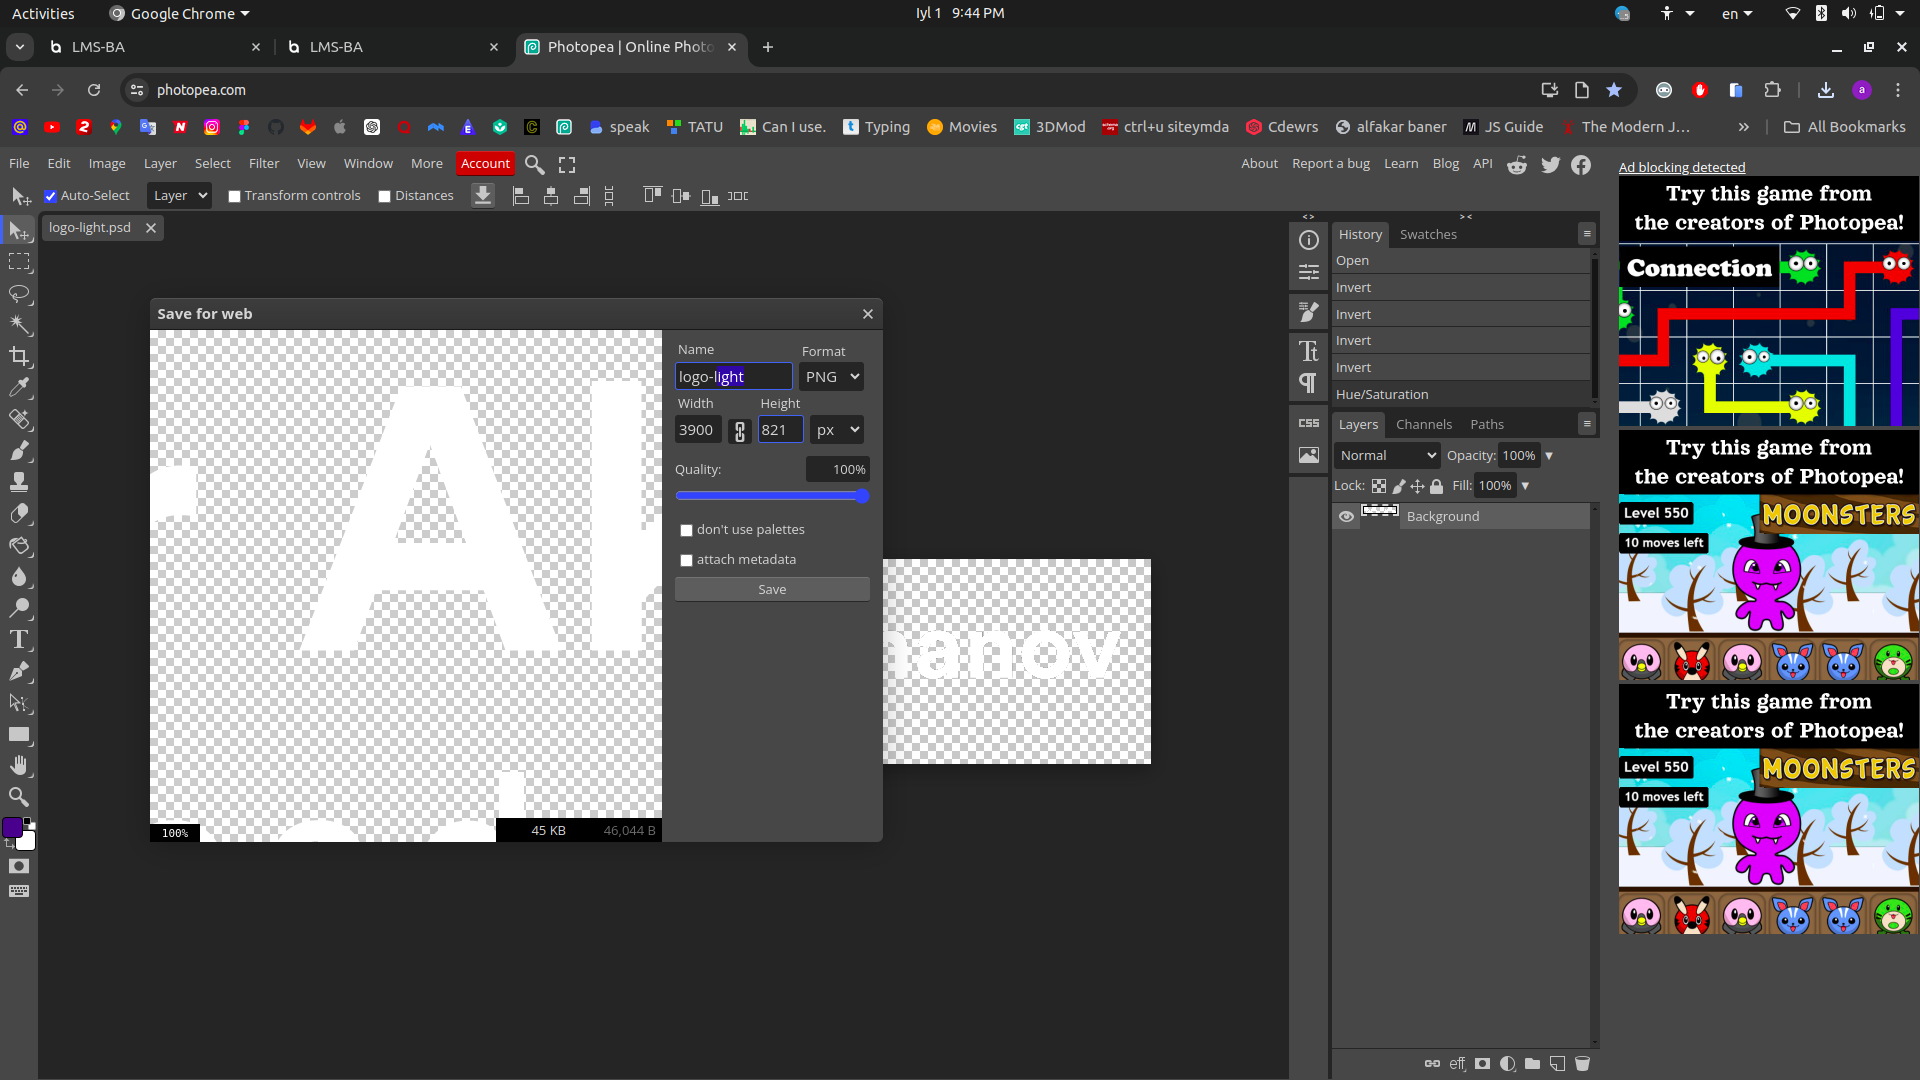 Activities
Google Chrome
Iyl 1 9:44 PM
en
LMS-BA
LMS-BA
Photopea | Online Photo
photopea.com
a
speak
TATU
Can I use.
Typing
Movies
3DMod
ctrl+u siteymda
Cdewrs
alfakar baner
JS Guide
The Modern J…
»
All Bookmarks
File
Edit
Image
Layer
Select
Filter
View
Window
More
Account
About
Report a bug
Learn
Blog
API
Auto-Select
Layer
Transform controls
Distances
logo-light.psd
Ad blocking detected
Try this game from
the creators of Photopea!
Connection
Try this game from
the creators of Photopea!
Level 550
MOONSTERS
10 moves left
Try this game from
the creators of Photopea!
Level 550
MOONSTERS
10 moves left
History
Swatches
Open
Invert
Invert
Invert
Invert
Hue/Saturation
CSS
Layers
Channels
Paths
Normal
Opacity:
100%
Lock:
Fill:
100%
Background
eff
Save for web
Name
Format
logo-light
PNG
Width
Height
3900
821
px
Quality:
100%
don't use palettes
attach metadata
Save
A
100%
45 KB
46,044 B
anov